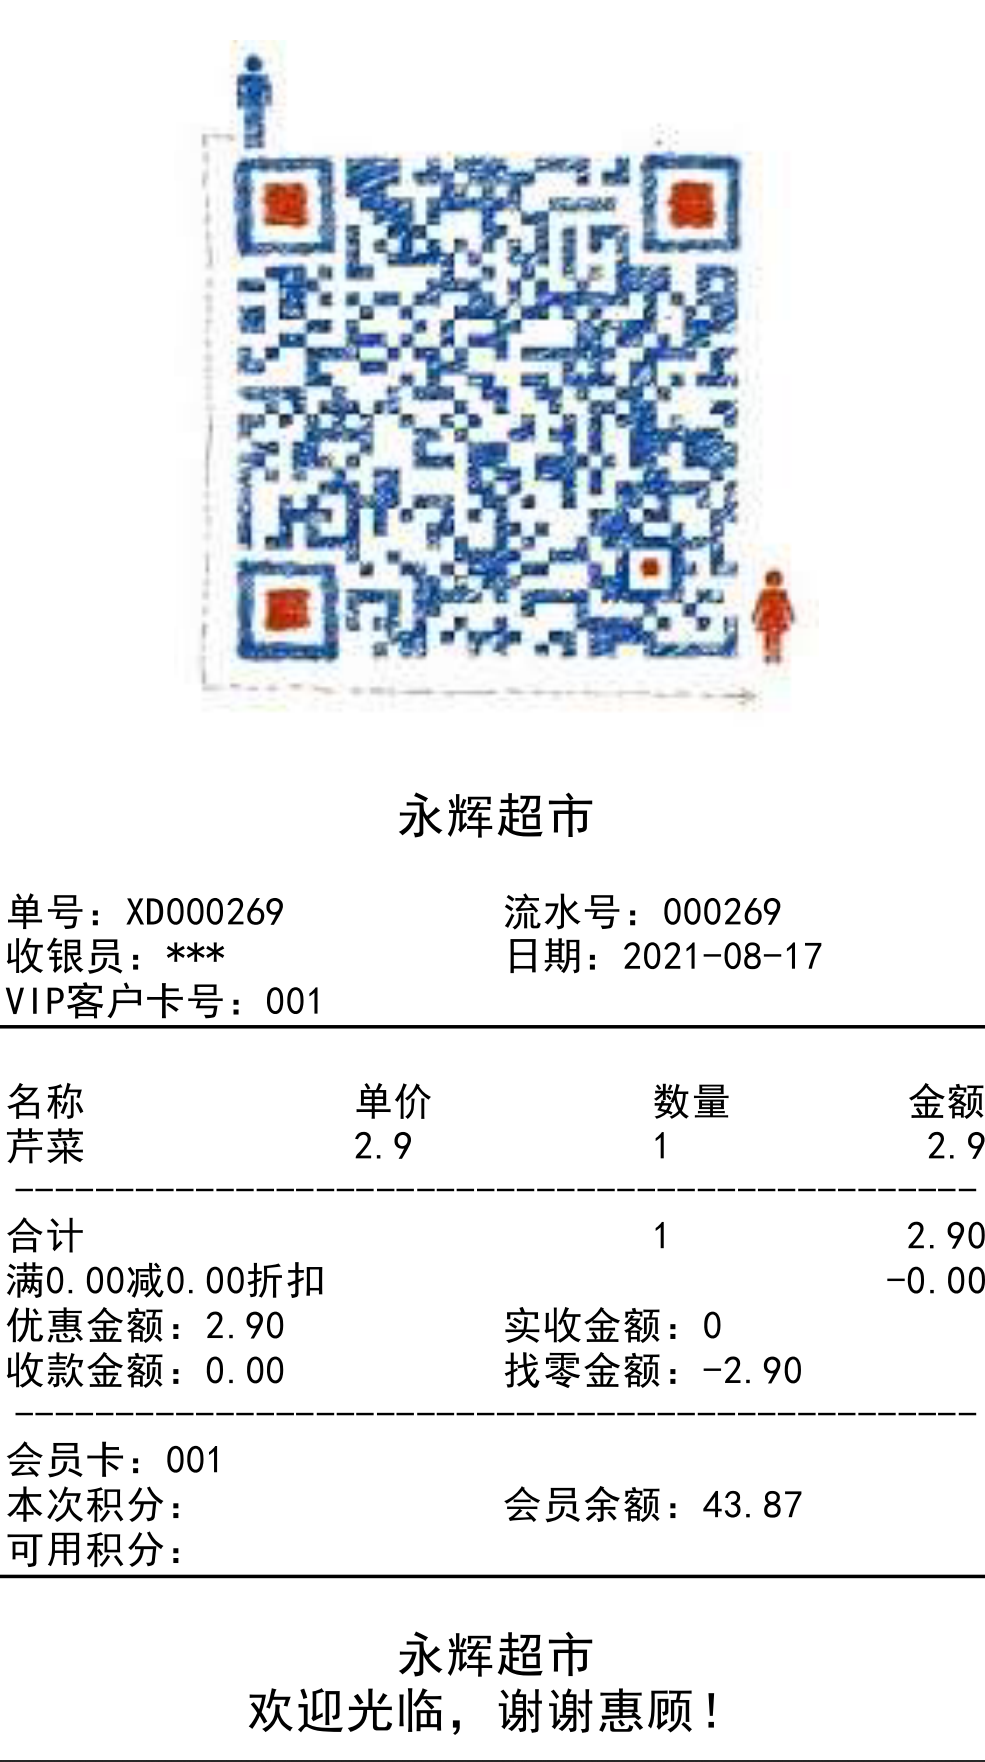 永辉超市
单号：XD000269 流水号：000269
收银员：*** 日期：2021-08-17
VIP客户卡号：001
名称 单价 数量 金额
芹菜 2.9 1 2.9
合计 1 2.90
满0.00减0.00折扣 -0.00
优惠金额：2.90 实收金额：0
收款金额：0.00 找零金额：-2.90
会员卡：001
本次积分： 会员余额：43.87
可用积分：
永辉超市
欢迎光临，谢谢惠顾！